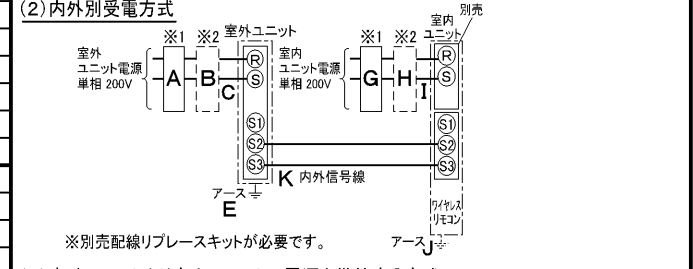 (2)内外別受電方式
別売
室外ユニット
室内
ユニット
※1 ※2
※1 ※2
室外
ユニット電源
単相 200V
A B C
R
S
S1
S2
S3
室内
ユニット電源
単相 200V
G H I
R
S
S1
S2
S3
K 内外信号線
アース
E
ワイヤレス
リモコン
アース J
※別売配線リプレースキットが必要です。